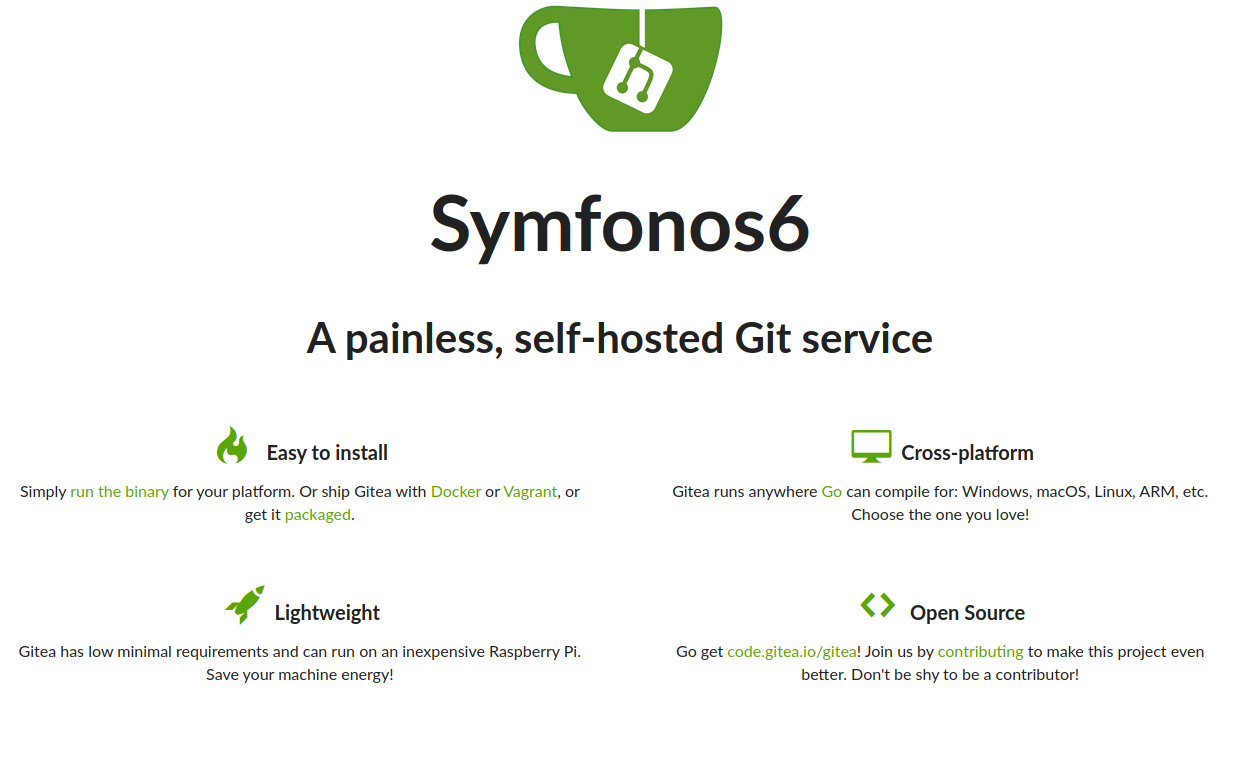 Symfonos6
A painless, self-hosted Git service
Easy to install
Simply run the binary for your platform. Or ship Gitea with Docker or Vagrant, or
get it packaged.
Cross-platform
Gitea runs anywhere Go can compile for: Windows, macOS, Linux, ARM, etc.
Choose the one you love!
Lightweight
Gitea has low minimal requirements and can run on an inexpensive Raspberry Pi.
Save your machine energy!
Open Source
Go get code.gitea.io/gitea! Join us by contributing to make this project even
better. Don't be shy to be a contributor!